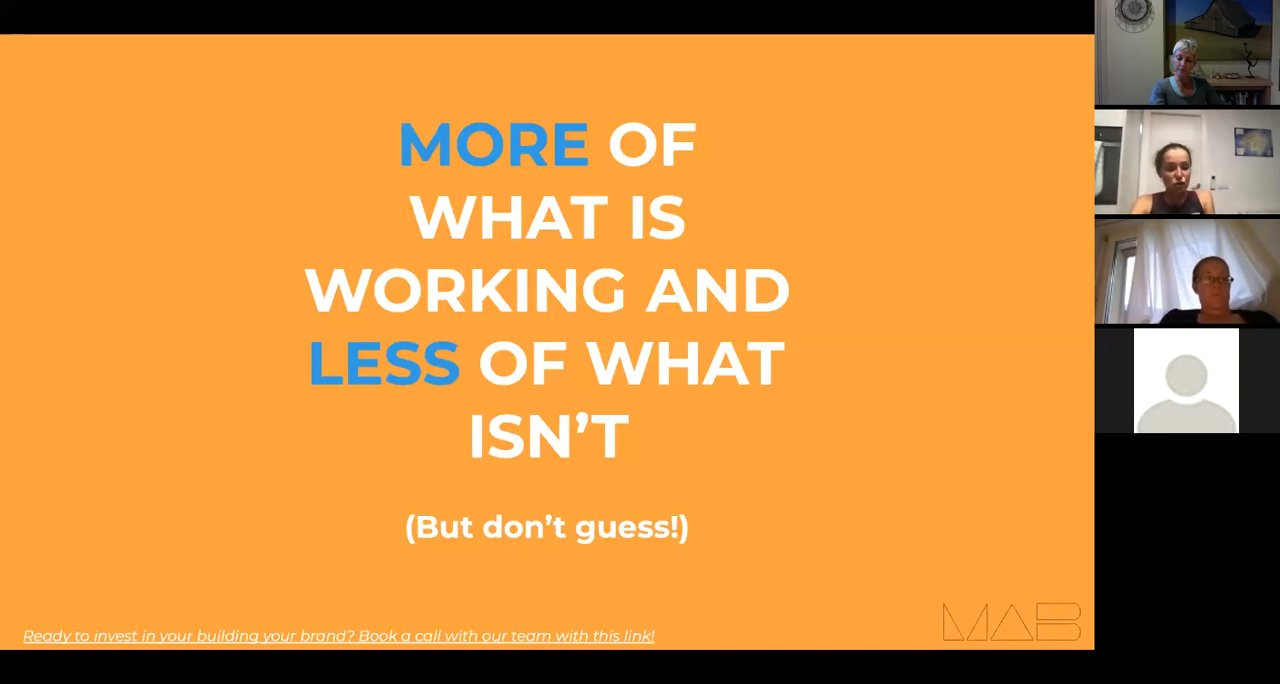 MORE OF
WHAT IS
WORKING AND
LESS OF WHAT
ISN’T
(But don’t guess!)
Ready to invest in your building your brand? Book a call with our team with this link!
MAB